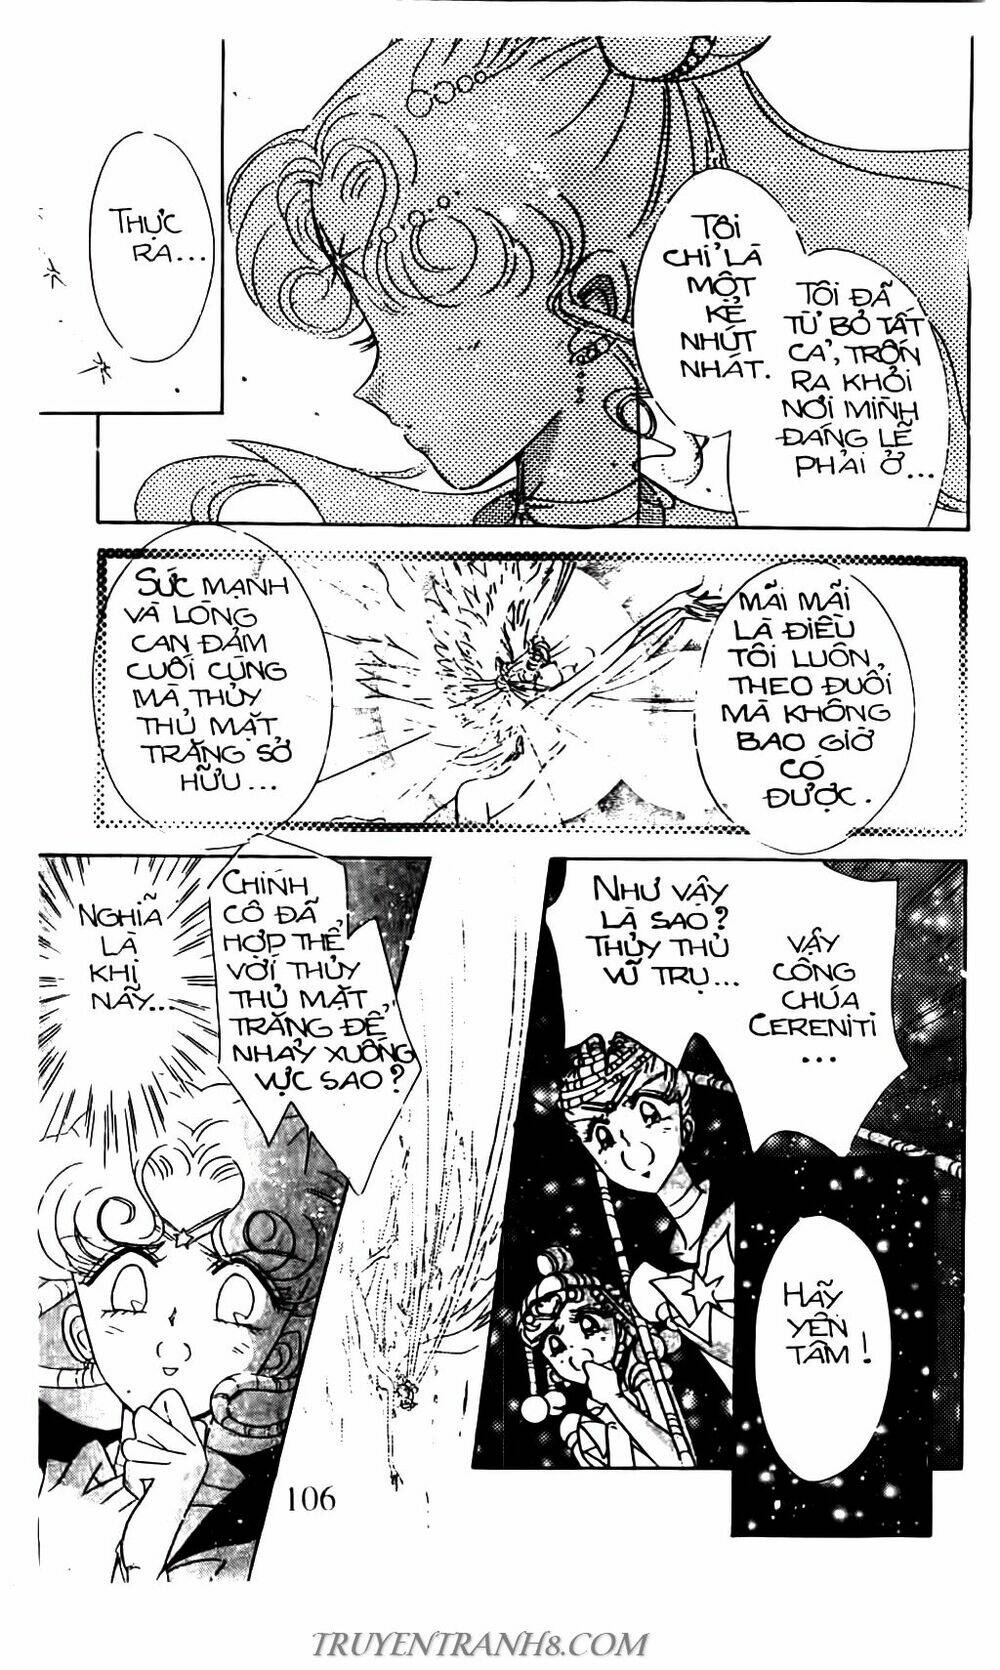 TÔI
CHỈ LÀ
MỘT
KẺ
NHÚT
NHÁT.
TÔI ĐÃ
TỪ BỎ TẤT
CẢ, TRỐN
RA KHỎI
NƠI MÌNH
ĐÁNG LẼ
PHẢI Ở...
THỰC
RA...
MÃI MÃI
LÀ ĐIỀU
TÔI LUÔN
THEO ĐUỔI
MÀ KHÔNG
BAO GIỜ
CÓ
ĐƯỢC.
SỨC MẠNH
VÀ LÒNG
CAN ĐẢM
CUỐI CÙNG
MÀ THỦY
THỦ MẶT
TRĂNG SỞ
HỮU...
NHƯ VẬY
LÀ SAO?
THỦY THỦ
VŨ TRỤ...
VẬY
CÔNG
CHÚA
CERENITI
...
HÃY
YÊN
TÂM!
CHÍNH
CÔ ĐÃ
HỢP THỂ
VỚI THỦY
THỦ MẶT
TRĂNG ĐỂ
NHẢY XUỐNG
VỰC SAO?
NGHĨA
LÀ
KHI
NÃY...
106
TRUYENTRANH8.COM